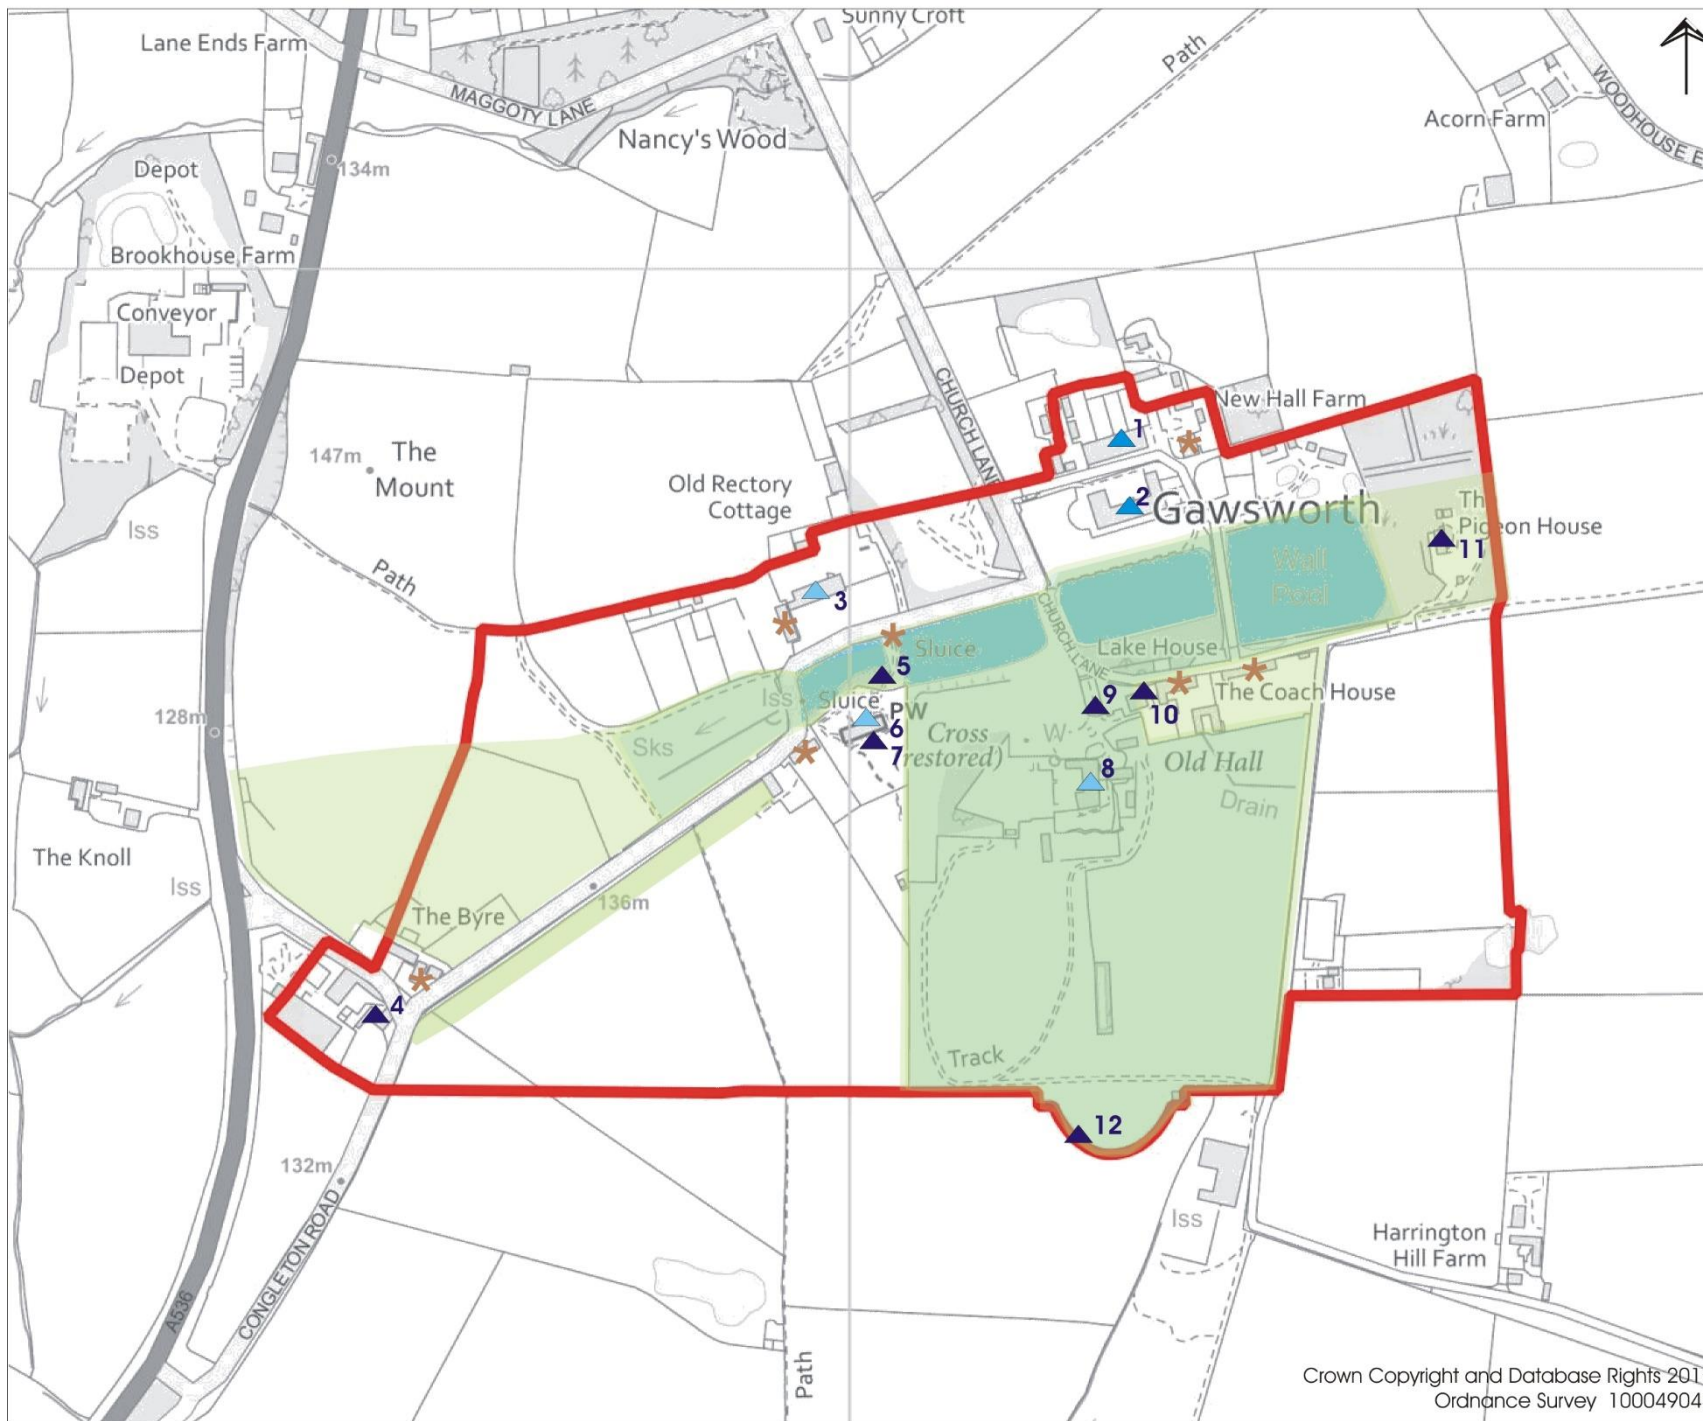 Sunny Croft
Lane Ends Farm
Path
MAGGOTY LANE
WOODHOUSE E
Acorn Farm
Nancy's Wood
Depot
134m
Brookhouse Farm
Conveyor
Depot
CHURCH LANE
New Hall Farm
1
147m
The
Mount
Old Rectory
Cottage
2
Gawsworth
Th
Pigeon House
11
Iss
Path
Wall
Pool
3
CHURCH LANE
Sluice
Lake House
5
Iss
Sluice
9
The Coach House
10
128m
PW
6
Cross
(restored)
W
7
Sks
Old Hall
8
Drain
The Knoll
Iss
136m
The Byre
4
Track
12
132m
Iss
Harrington
Hill Farm
CONGLETON ROAD
A536
Path
Crown Copyright and Database Rights 201
Ordnance Survey 10004904